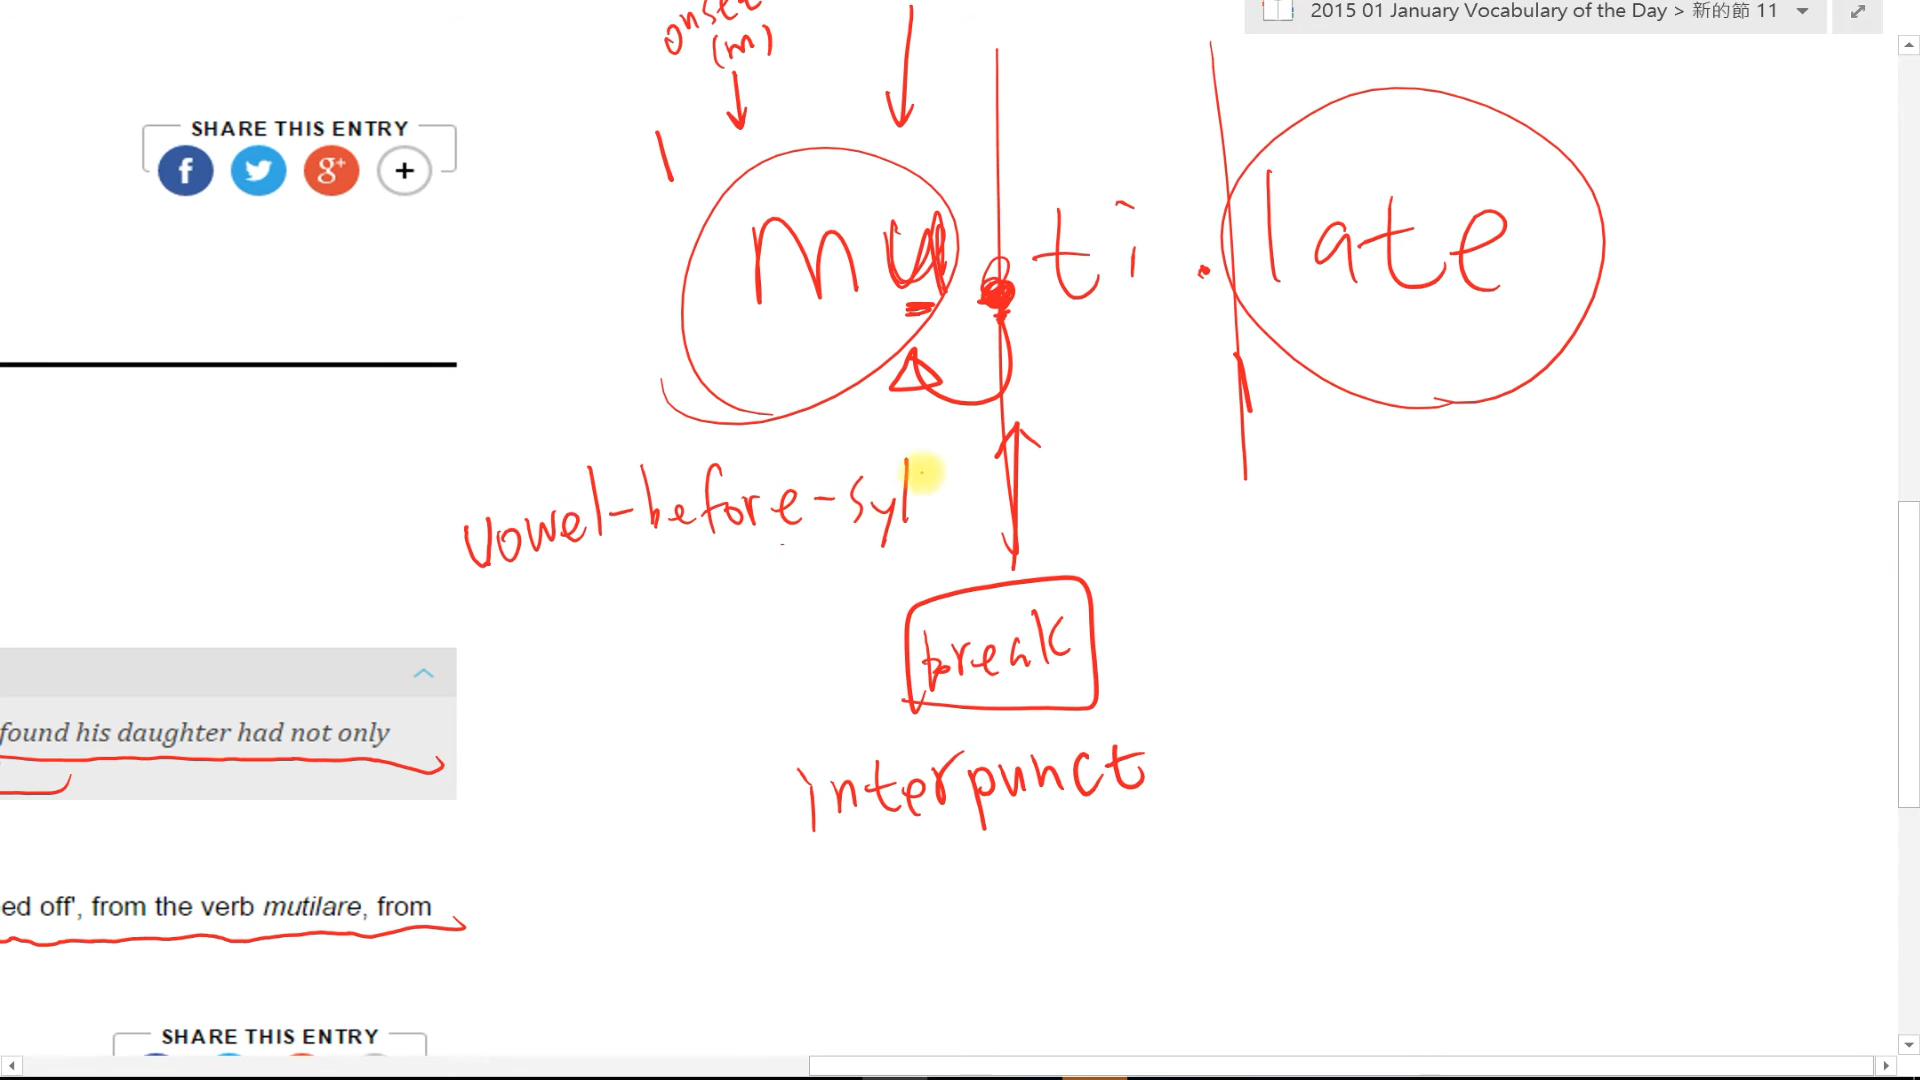 2015 01 January Vocabulary of the Day > 新的節 11
onset
(m)
SHARE THIS ENTRY
f g+ +
mu · ti · late
vowel-before-syl
break
found his daughter had not only
interpunct
ed off', from the verb mutilare, from
SHARE THIS ENTRY